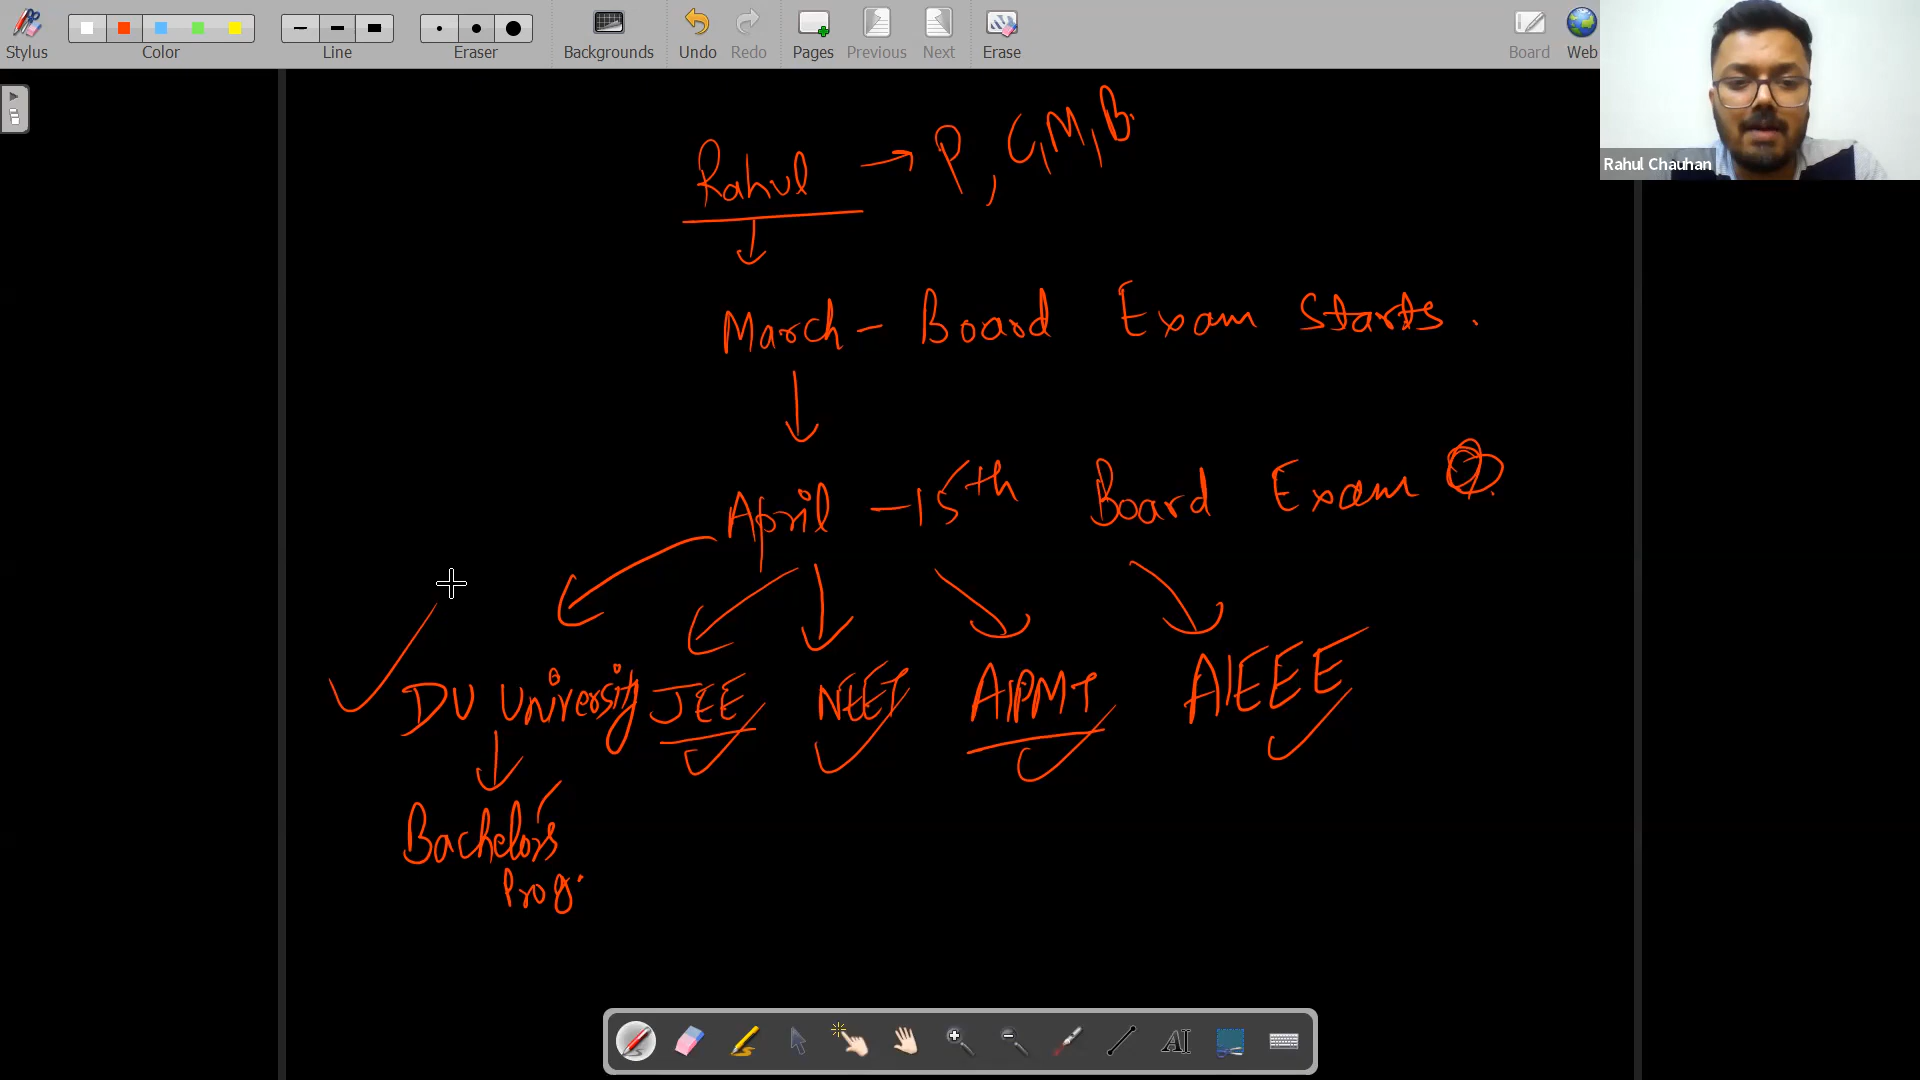 Stylus Color Line Eraser Backgrounds Undo Redo Pages Previous Next Erase Board Web
Rahul Chauhan
Rahul → P, C, M, B.
March - Board Exam Starts.
April - 15th Board Exam
DU University JEE NEET AIPMT AIEEE
Bachelors
Prog.
AI